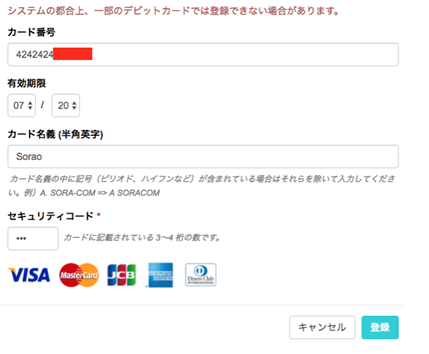 システムの都合上、一部のデビットカードでは登録できない場合があります。
カード番号
4242424
有効期限
07 / 20
カード名義 (半角英字)
Sorao
カード名義の中に記号（ピリオド、ハイフンなど）が含まれている場合はそれらを除いて入力してくださ
い。例）A. SORA-COM => A SORACOM
セキュリティコード *
•••
カードに記載されている 3〜4 桁の数です。
VISA MasterCard JCB AMERICAN EXPRESS Diners Club INTERNATIONAL
キャンセル 登録